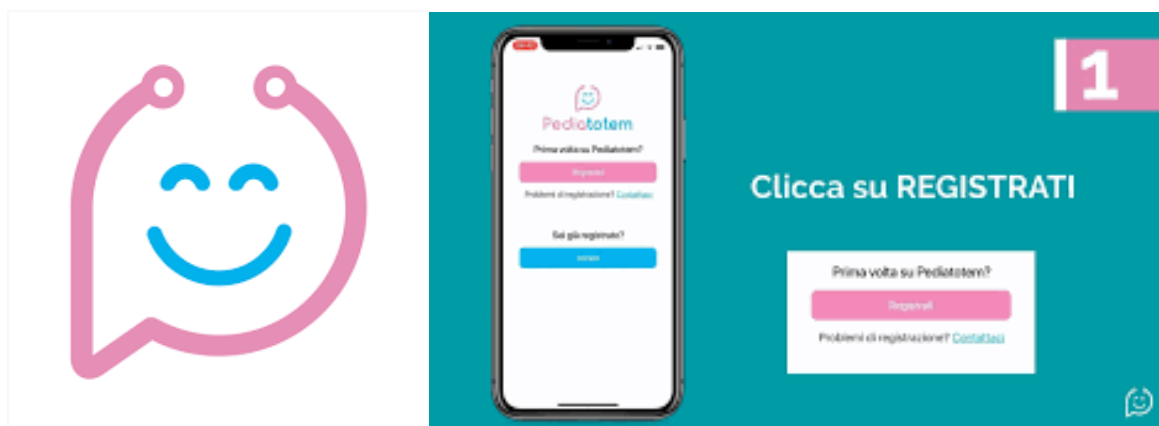 Pediatotem
Prima volta su Pediatotem?
Registrati
Problemi di registrazione? Contattaci
Sei già registrato?
1
Clicca su REGISTRATI
Prima volta su Pediatotem?
Registrati
Problemi di registrazione? Contattaci